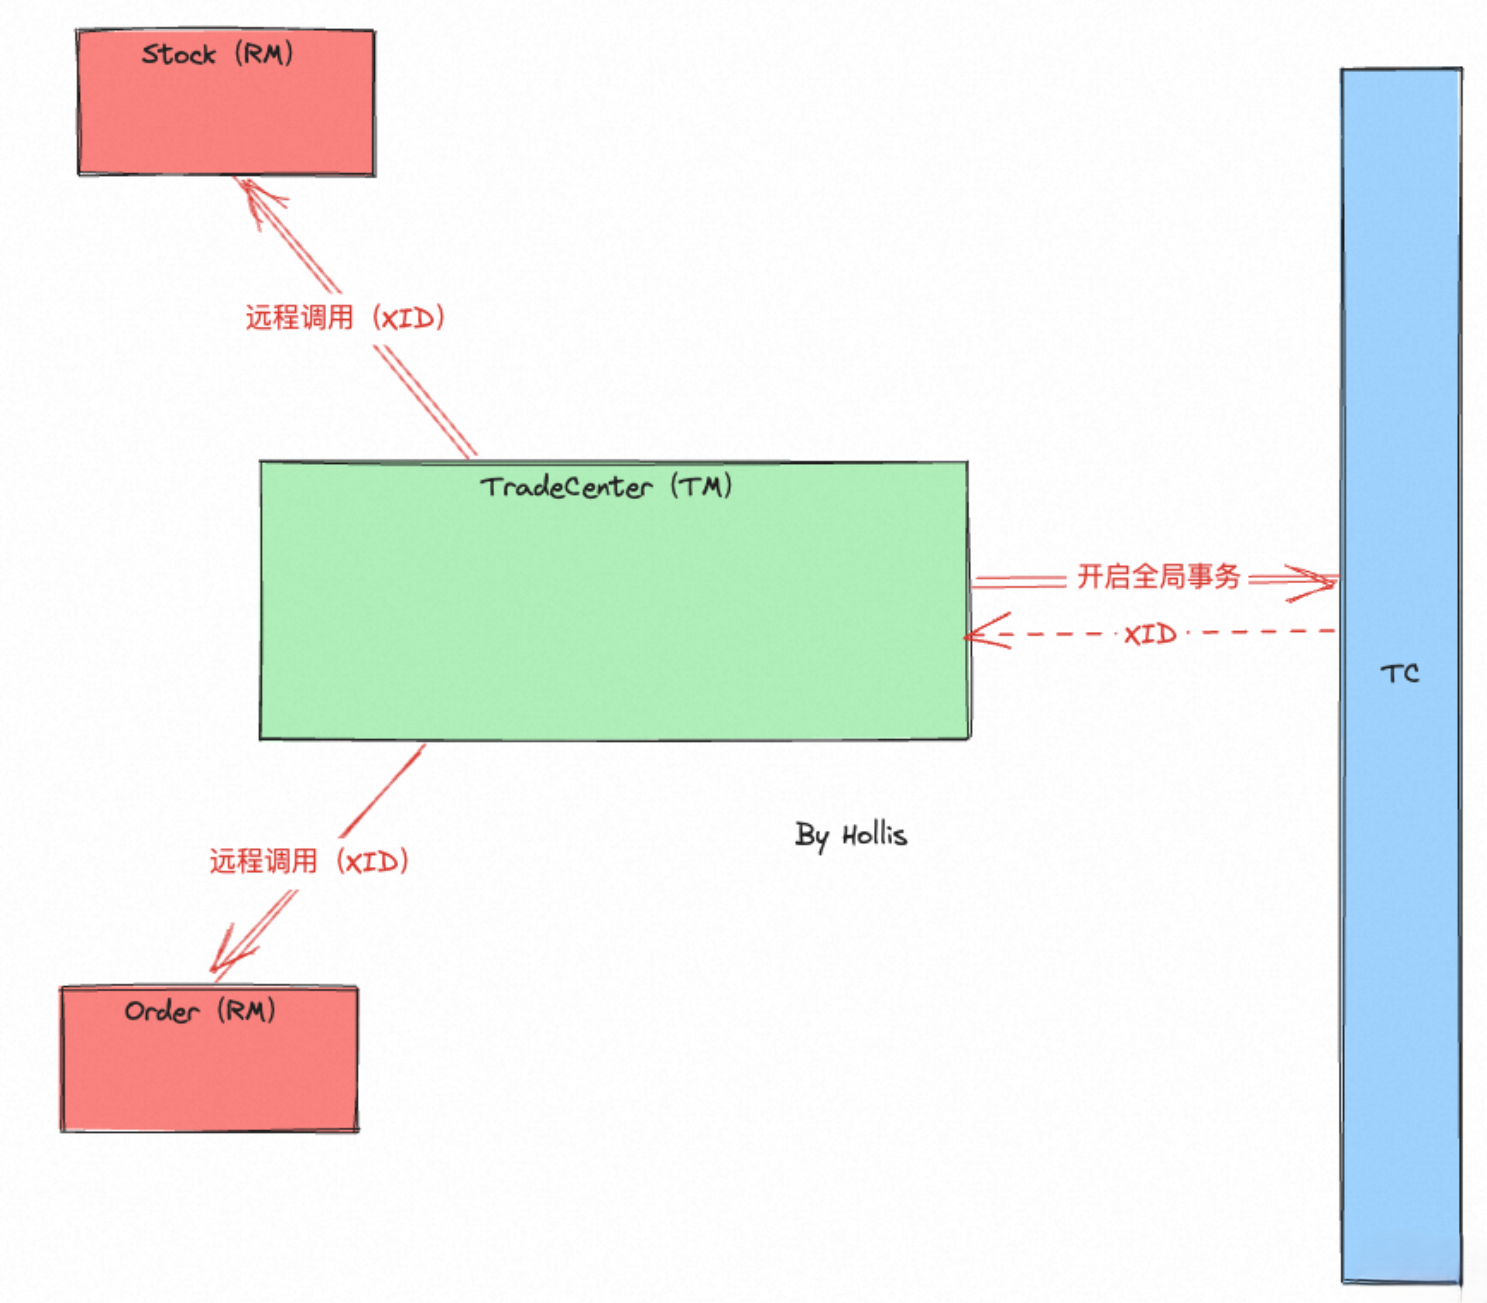 Stock (RM)
远程调用（XID）
TradeCenter (TM)
开启全局事务
XID
TC
By Hollis
远程调用（XID）
Order (RM)